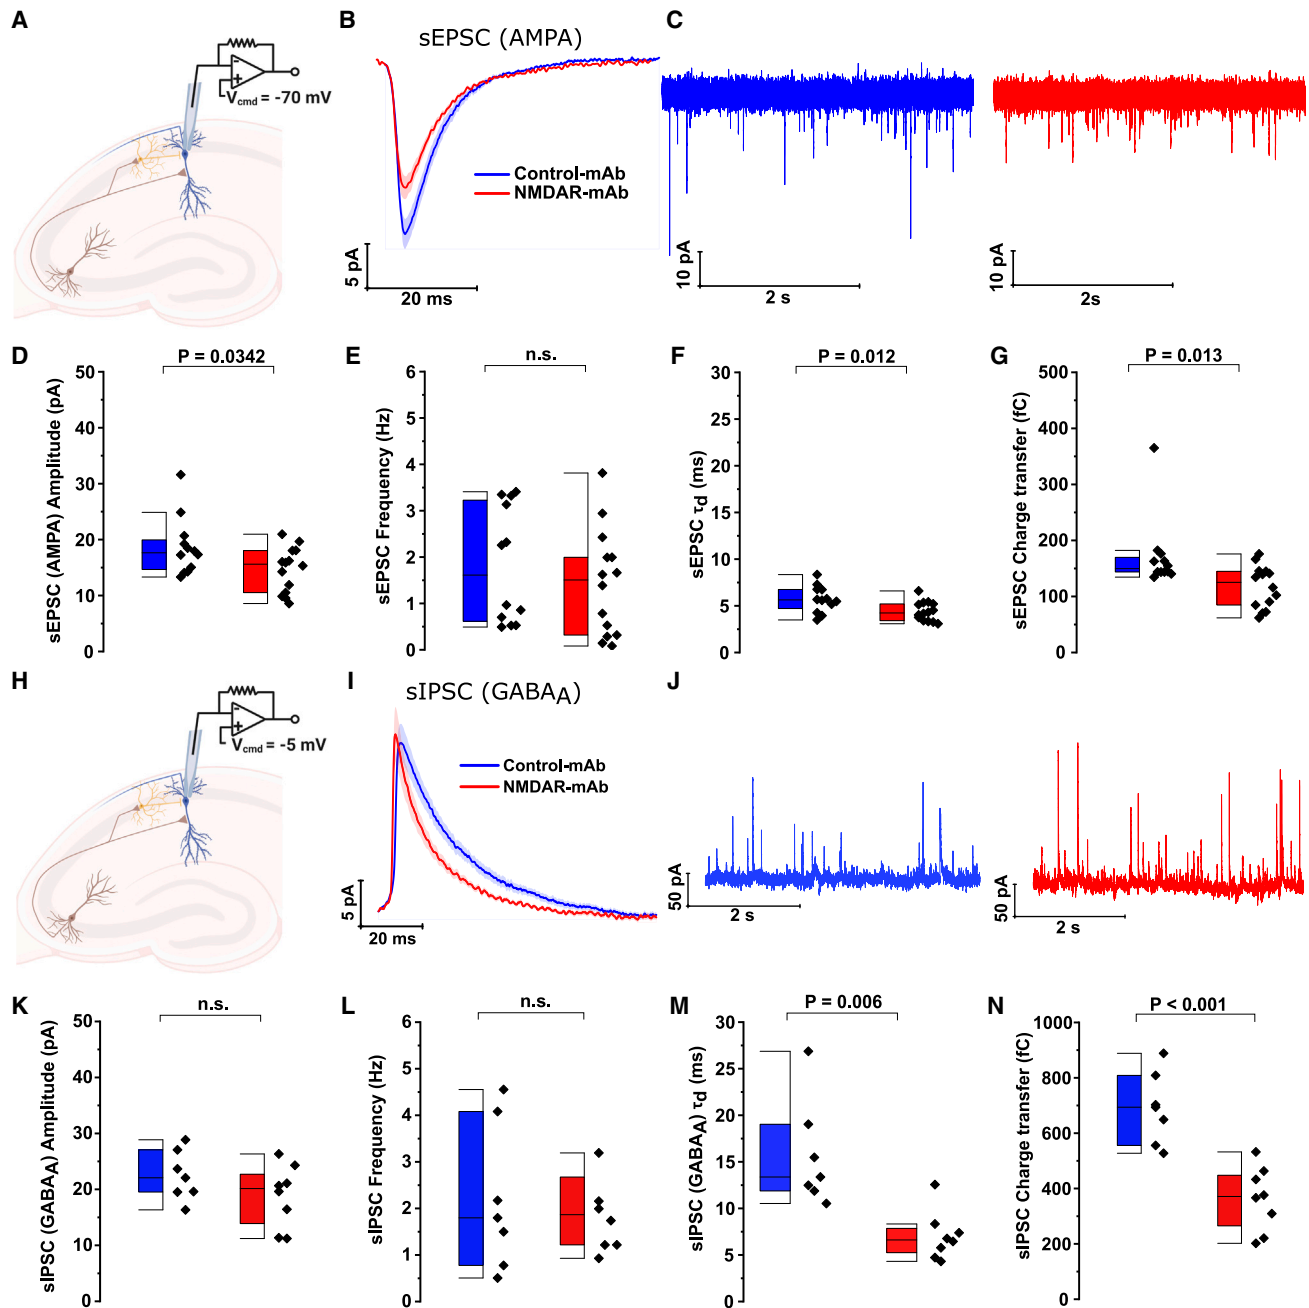 A
Vcmd = -70 mV
B
sEPSC (AMPA)
Control-mAb
NMDAR-mAb
5 pA
20 ms
C
10 pA
2 s
10 pA
2s
D
P = 0.0342
sEPSC (AMPA) Amplitude (pA)
50
40
30
20
10
0
E
n.s.
sEPSC Frequency (Hz)
6
5
4
3
2
1
0
F
P = 0.012
sEPSC τd (ms)
30
25
20
15
10
5
0
G
P = 0.013
sEPSC Charge transfer (fC)
500
400
300
200
100
0
H
Vcmd = -5 mV
I
sIPSC (GABAA)
Control-mAb
NMDAR-mAb
5 pA
20 ms
J
50 pA
2 s
50 pA
2 s
K
n.s.
sIPSC (GABAA) Amplitude (pA)
50
40
30
20
10
0
L
n.s.
sIPSC Frequency (Hz)
6
5
4
3
2
1
0
M
P = 0.006
sIPSC (GABAA) τd (ms)
30
25
20
15
10
5
0
N
P < 0.001
sIPSC Charge transfer (fC)
1000
800
600
400
200
0